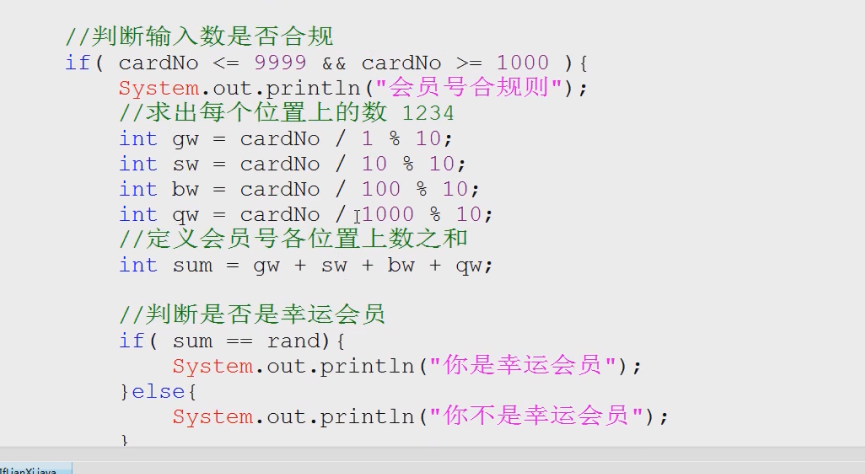 //判断输入数是否合规
if( cardNo <= 9999 && cardNo >= 1000 ){
System.out.println("会员号合规则");
//求出每个位置上的数 1234
int gw = cardNo / 1 % 10;
int sw = cardNo / 10 % 10;
int bw = cardNo / 100 % 10;
int qw = cardNo / 1000 % 10;
//定义会员号各位置上数之和
int sum = gw + sw + bw + qw;
//判断是否是幸运会员
if( sum == rand){
System.out.println("你是幸运会员");
}else{
System.out.println("你不是幸运会员");
}